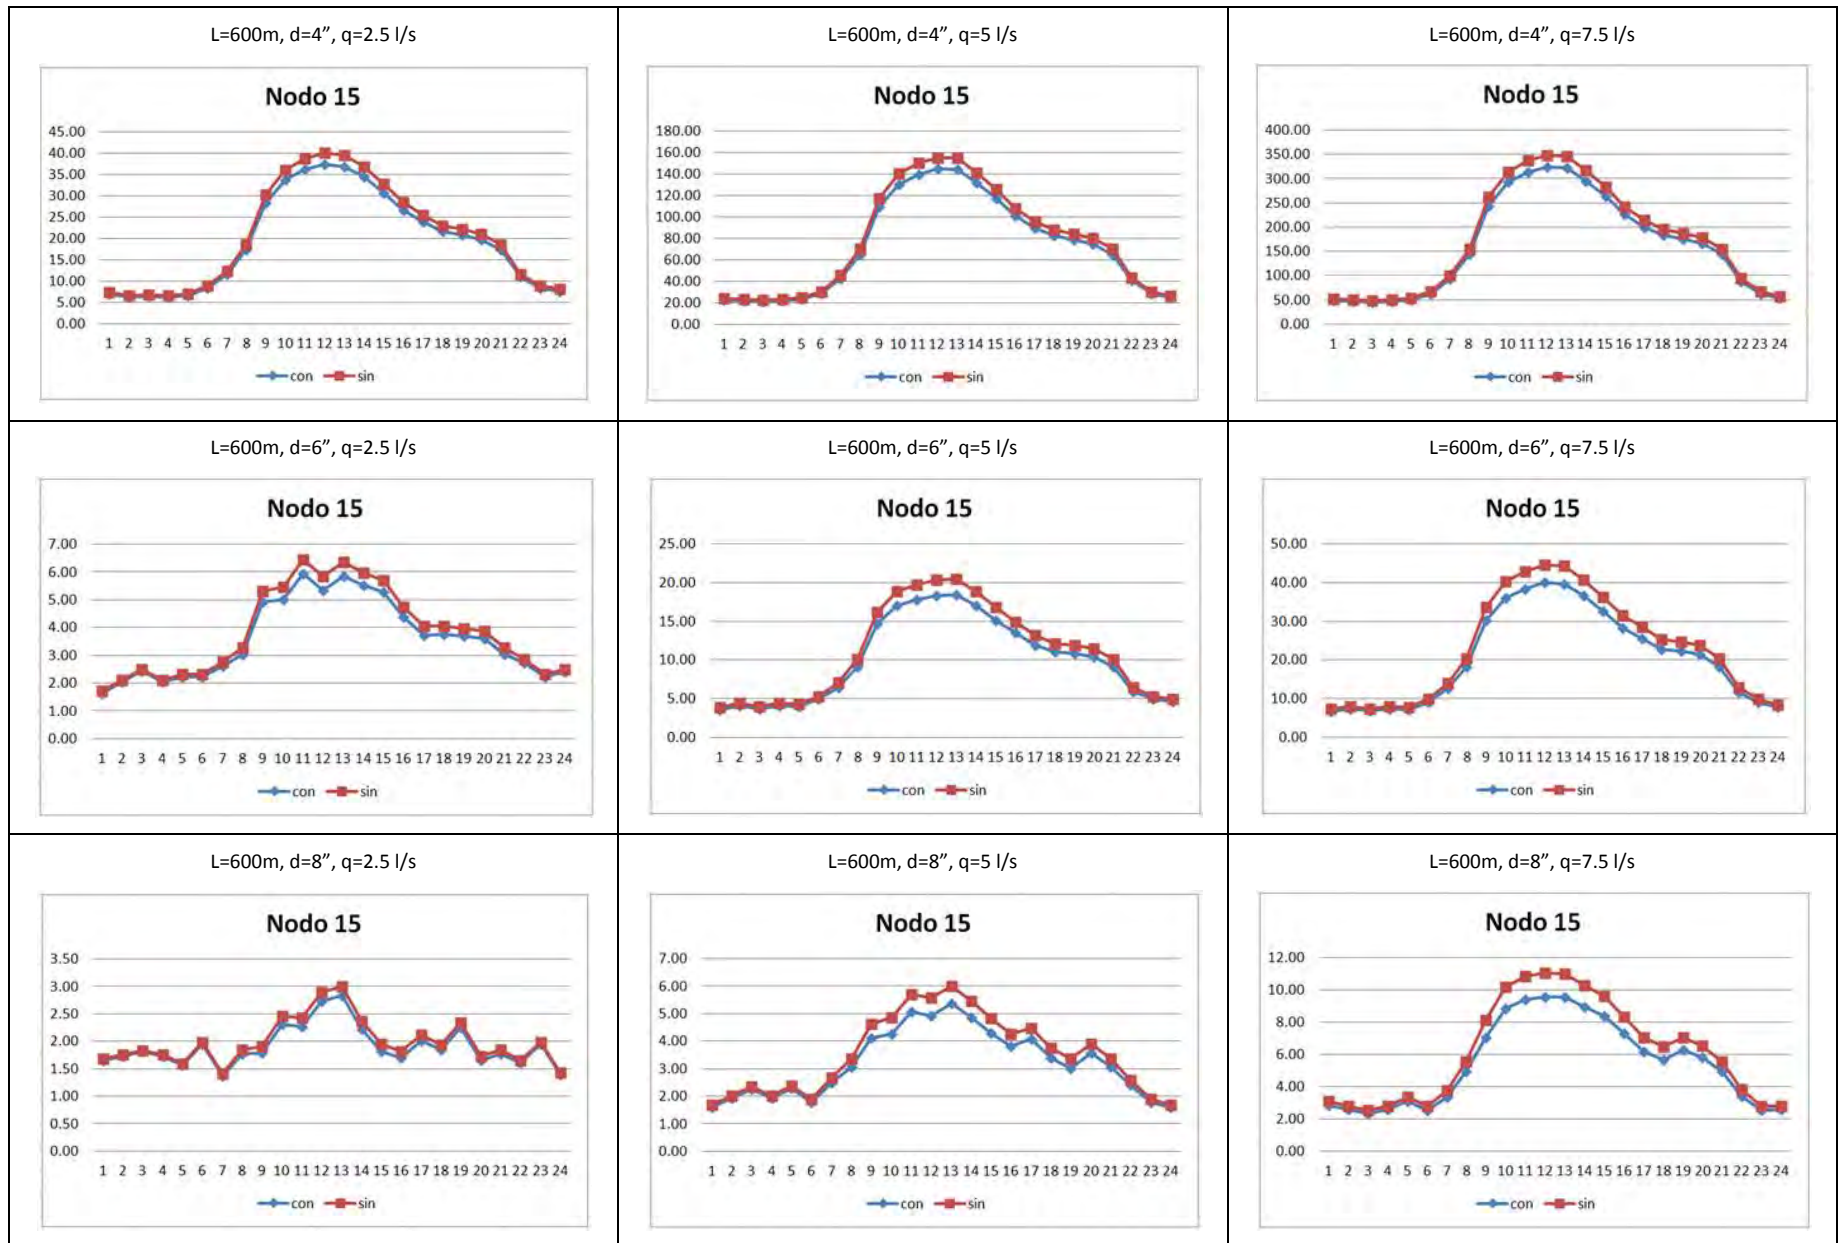 L=600m, d=4”, q=2.5 l/s
Nodo 15
45.00
40.00
35.00
30.00
25.00
20.00
15.00
10.00
5.00
0.00
1 2 3 4 5 6 7 8 9 10 11 12 13 14 15 16 17 18 19 20 21 22 23 24
con sin
L=600m, d=4”, q=5 l/s
Nodo 15
180.00
160.00
140.00
120.00
100.00
80.00
60.00
40.00
20.00
0.00
1 2 3 4 5 6 7 8 9 10 11 12 13 14 15 16 17 18 19 20 21 22 23 24
con sin
L=600m, d=4”, q=7.5 l/s
Nodo 15
400.00
350.00
300.00
250.00
200.00
150.00
100.00
50.00
0.00
1 2 3 4 5 6 7 8 9 10 11 12 13 14 15 16 17 18 19 20 21 22 23 24
con sin
L=600m, d=6”, q=2.5 l/s
Nodo 15
7.00
6.00
5.00
4.00
3.00
2.00
1.00
0.00
1 2 3 4 5 6 7 8 9 10 11 12 13 14 15 16 17 18 19 20 21 22 23 24
con sin
L=600m, d=6”, q=5 l/s
Nodo 15
25.00
20.00
15.00
10.00
5.00
0.00
1 2 3 4 5 6 7 8 9 10 11 12 13 14 15 16 17 18 19 20 21 22 23 24
con sin
L=600m, d=6”, q=7.5 l/s
Nodo 15
50.00
40.00
30.00
20.00
10.00
0.00
1 2 3 4 5 6 7 8 9 10 11 12 13 14 15 16 17 18 19 20 21 22 23 24
con sin
L=600m, d=8”, q=2.5 l/s
Nodo 15
3.50
3.00
2.50
2.00
1.50
1.00
0.50
0.00
1 2 3 4 5 6 7 8 9 10 11 12 13 14 15 16 17 18 19 20 21 22 23 24
con sin
L=600m, d=8”, q=5 l/s
Nodo 15
7.00
6.00
5.00
4.00
3.00
2.00
1.00
0.00
1 2 3 4 5 6 7 8 9 10 11 12 13 14 15 16 17 18 19 20 21 22 23 24
con sin
L=600m, d=8”, q=7.5 l/s
Nodo 15
12.00
10.00
8.00
6.00
4.00
2.00
0.00
1 2 3 4 5 6 7 8 9 10 11 12 13 14 15 16 17 18 19 20 21 22 23 24
con sin